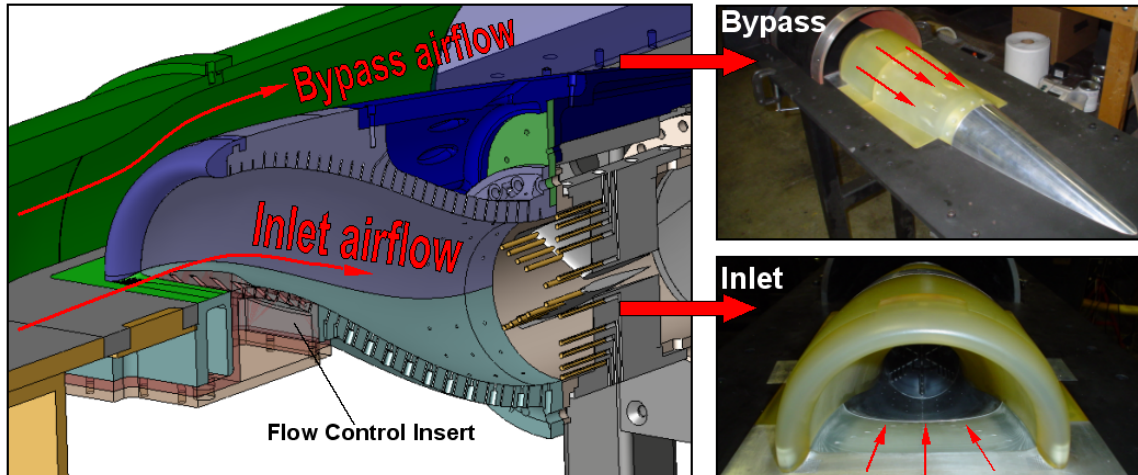 Bypass airflow
Inlet airflow
Flow Control Insert
Bypass
Inlet